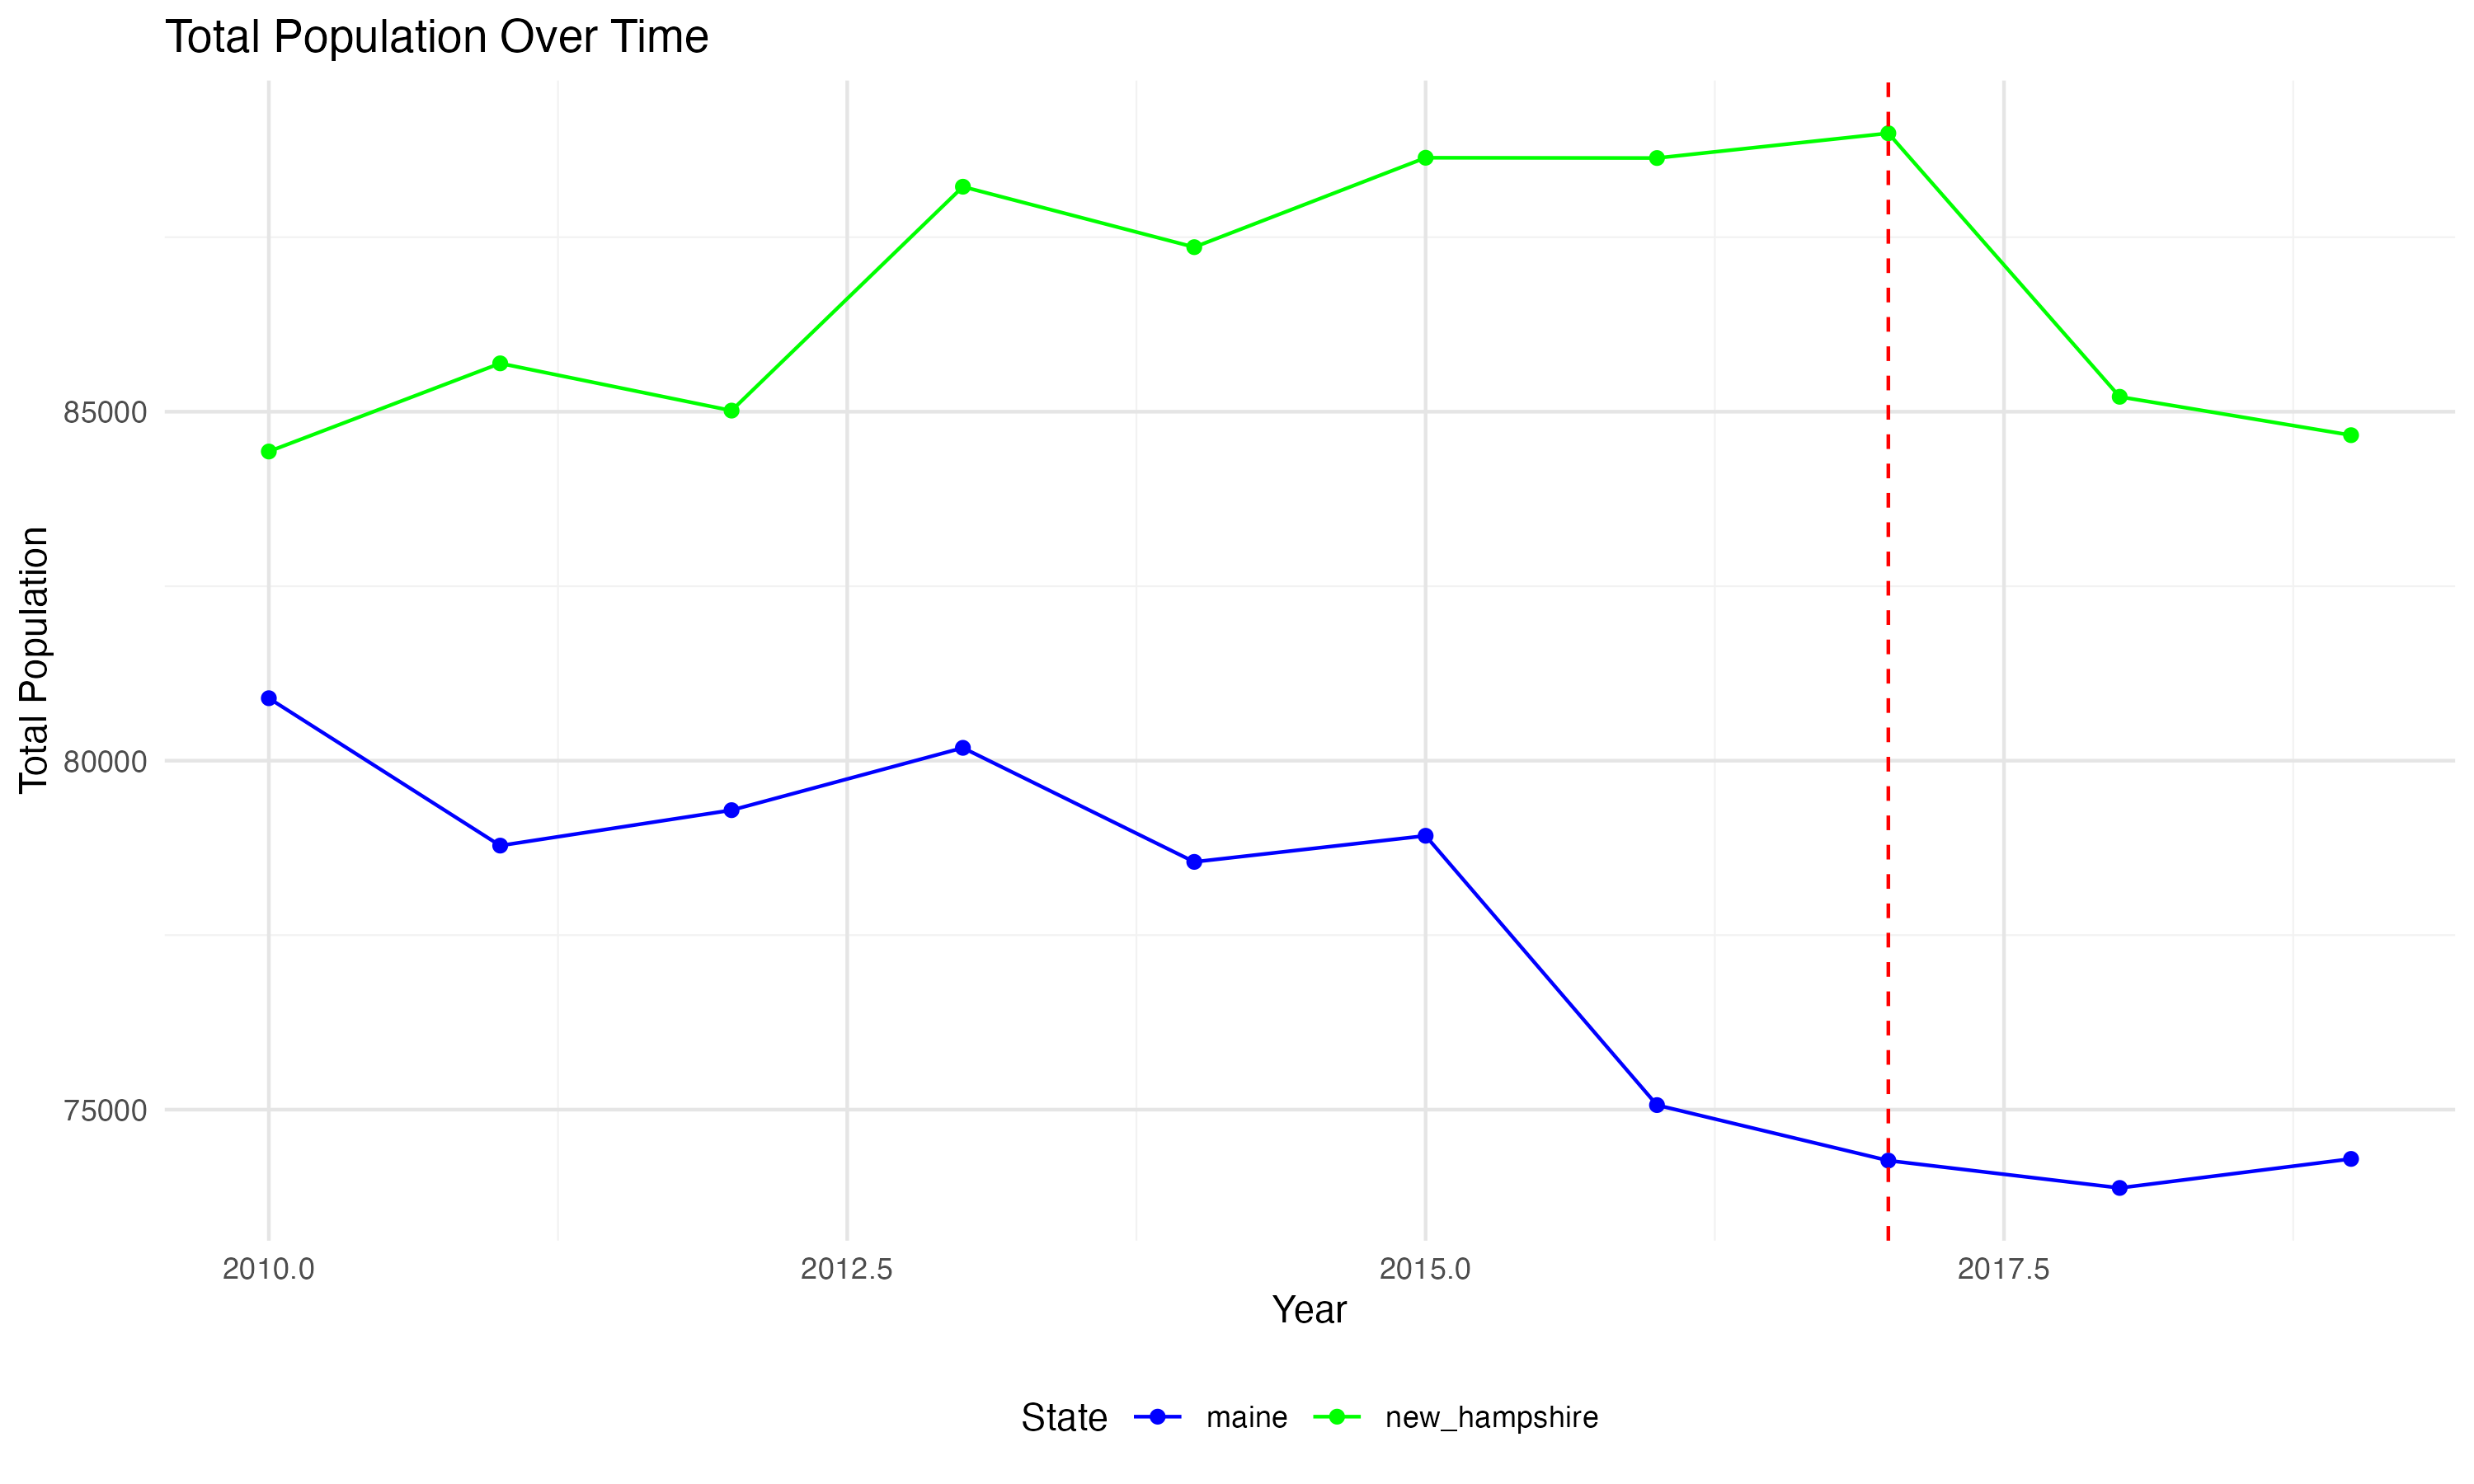 Total Population Over Time
Total Population
85000
80000
75000
2010.0 2012.5 2015.0 2017.5
Year
State maine new_hampshire